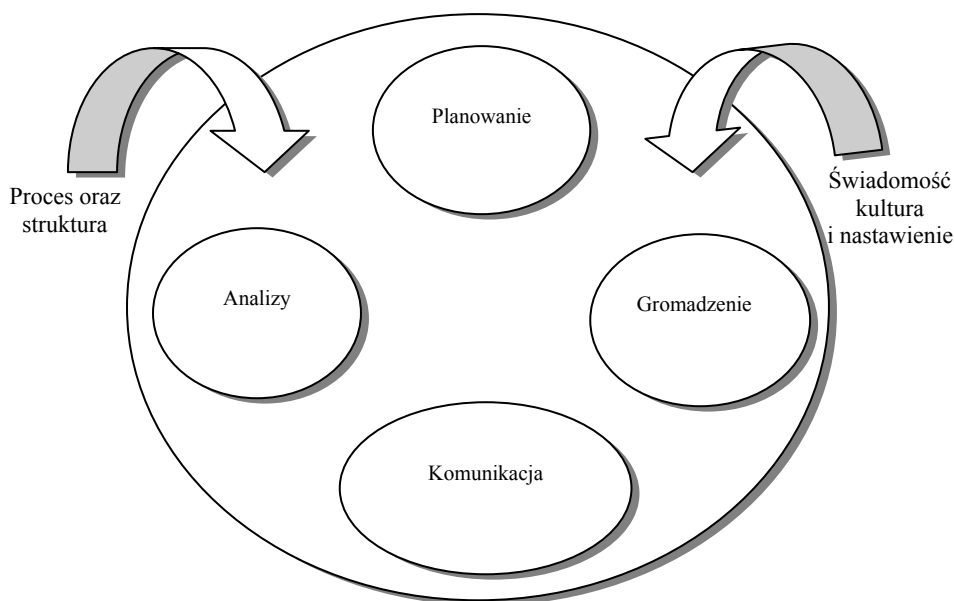 Planowanie
Proces oraz
struktura
Świadomość
kultura
i nastawienie
Analizy
Gromadzenie
Komunikacja